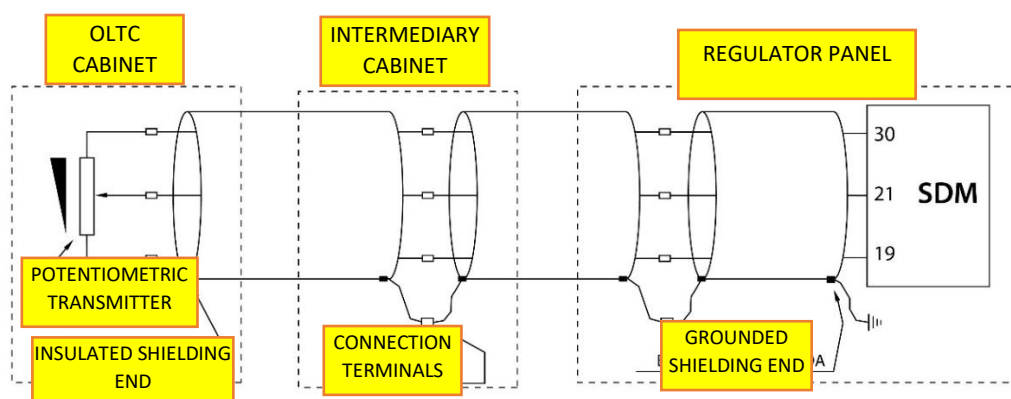 OLTC
CABINET
INTERMEDIARY
CABINET
REGULATOR PANEL
30
21
SDM
19
POTENTIOMETRIC
TRANSMITTER
INSULATED SHIELDING
END
CONNECTION
TERMINALS
GROUNDED
SHIELDING END